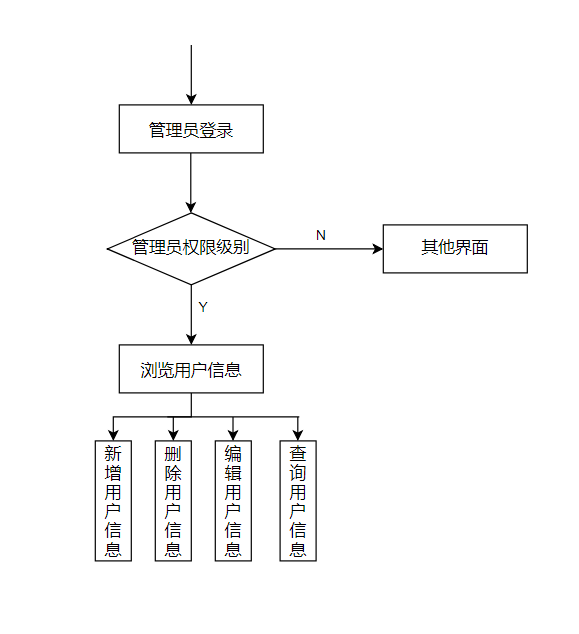 管理员登录
管理员权限级别
N
其他界面
Y
浏览用户信息
新增用户信息
删除用户信息
编辑用户信息
查询用户信息